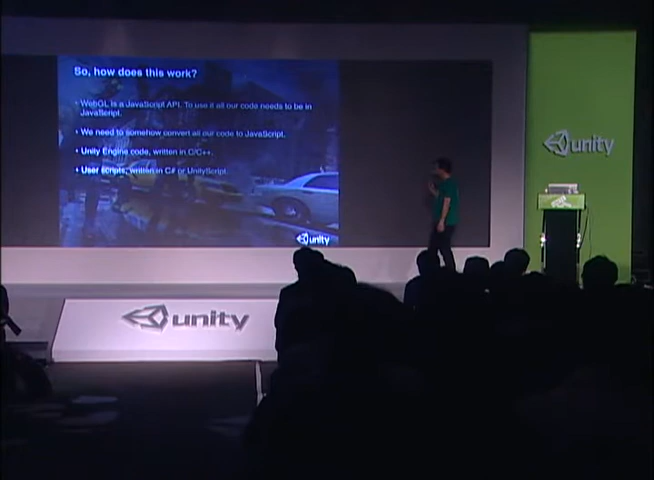 So, how does this work?
• WebGL is a JavaScript API. To use it all our code needs to be in
JavaScript.
• We need to somehow convert all our code to JavaScript.
• Unity Engine code, written in C/C++.
• User scripts, written in C# or UnityScript.
unity
unity
unity